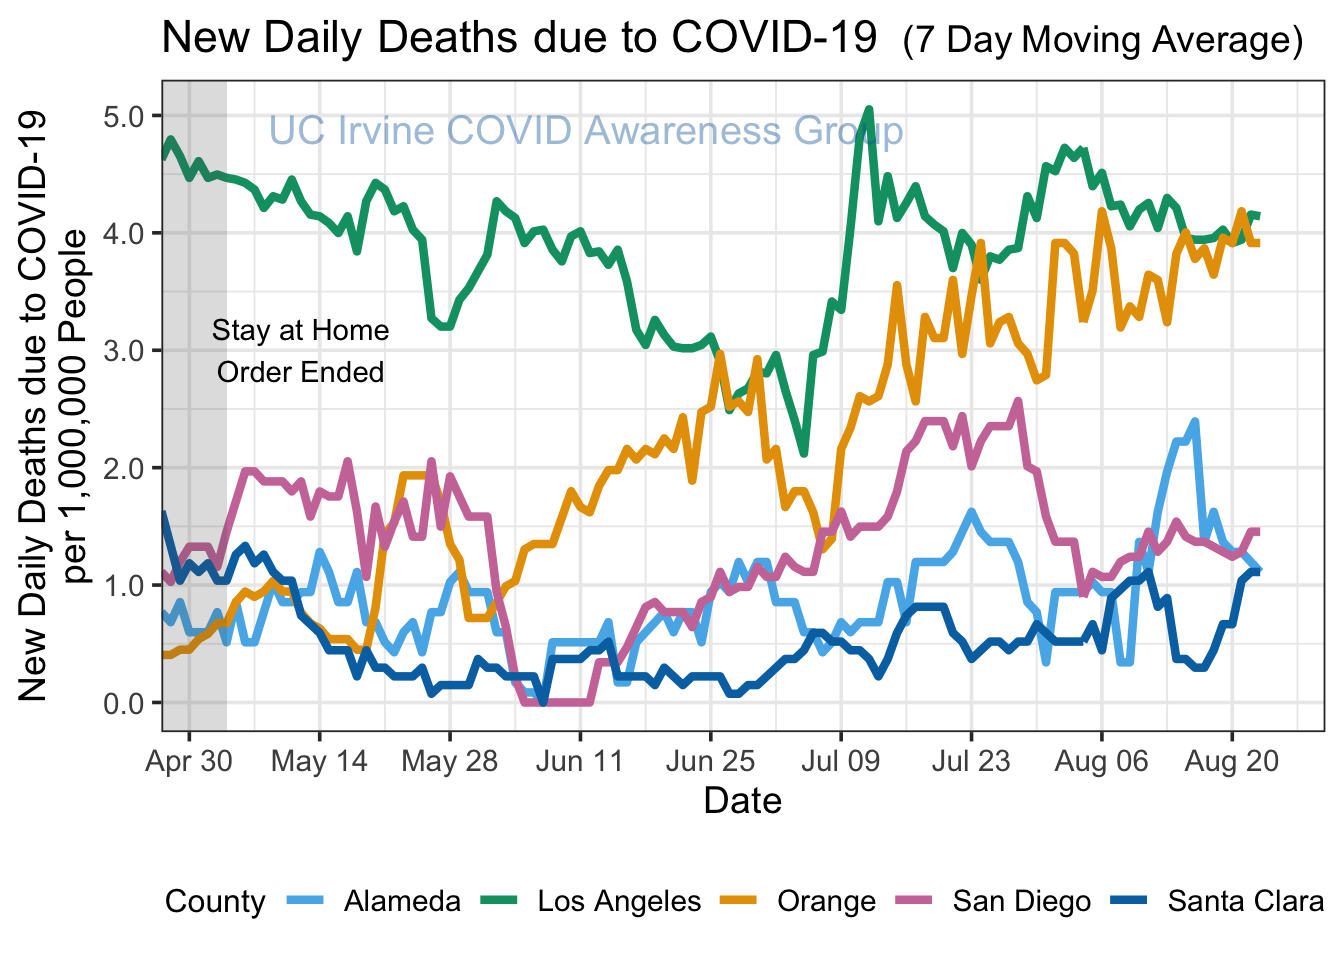 New Daily Deaths due to COVID-19 (7 Day Moving Average)
New Daily Deaths due to COVID-19
per 1,000,000 People
5.0
4.0
3.0
2.0
1.0
0.0
UC Irvine COVID Awareness Group
Stay at Home
Order Ended
Apr 30 May 14 May 28 Jun 11 Jun 25 Jul 09 Jul 23 Aug 06 Aug 20
Date
County Alameda Los Angeles Orange San Diego Santa Clara